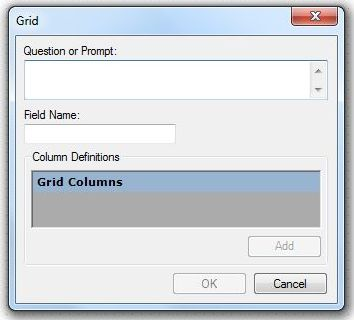 Grid
Question or Prompt:
Field Name:
Column Definitions
Grid Columns
Add
OK
Cancel